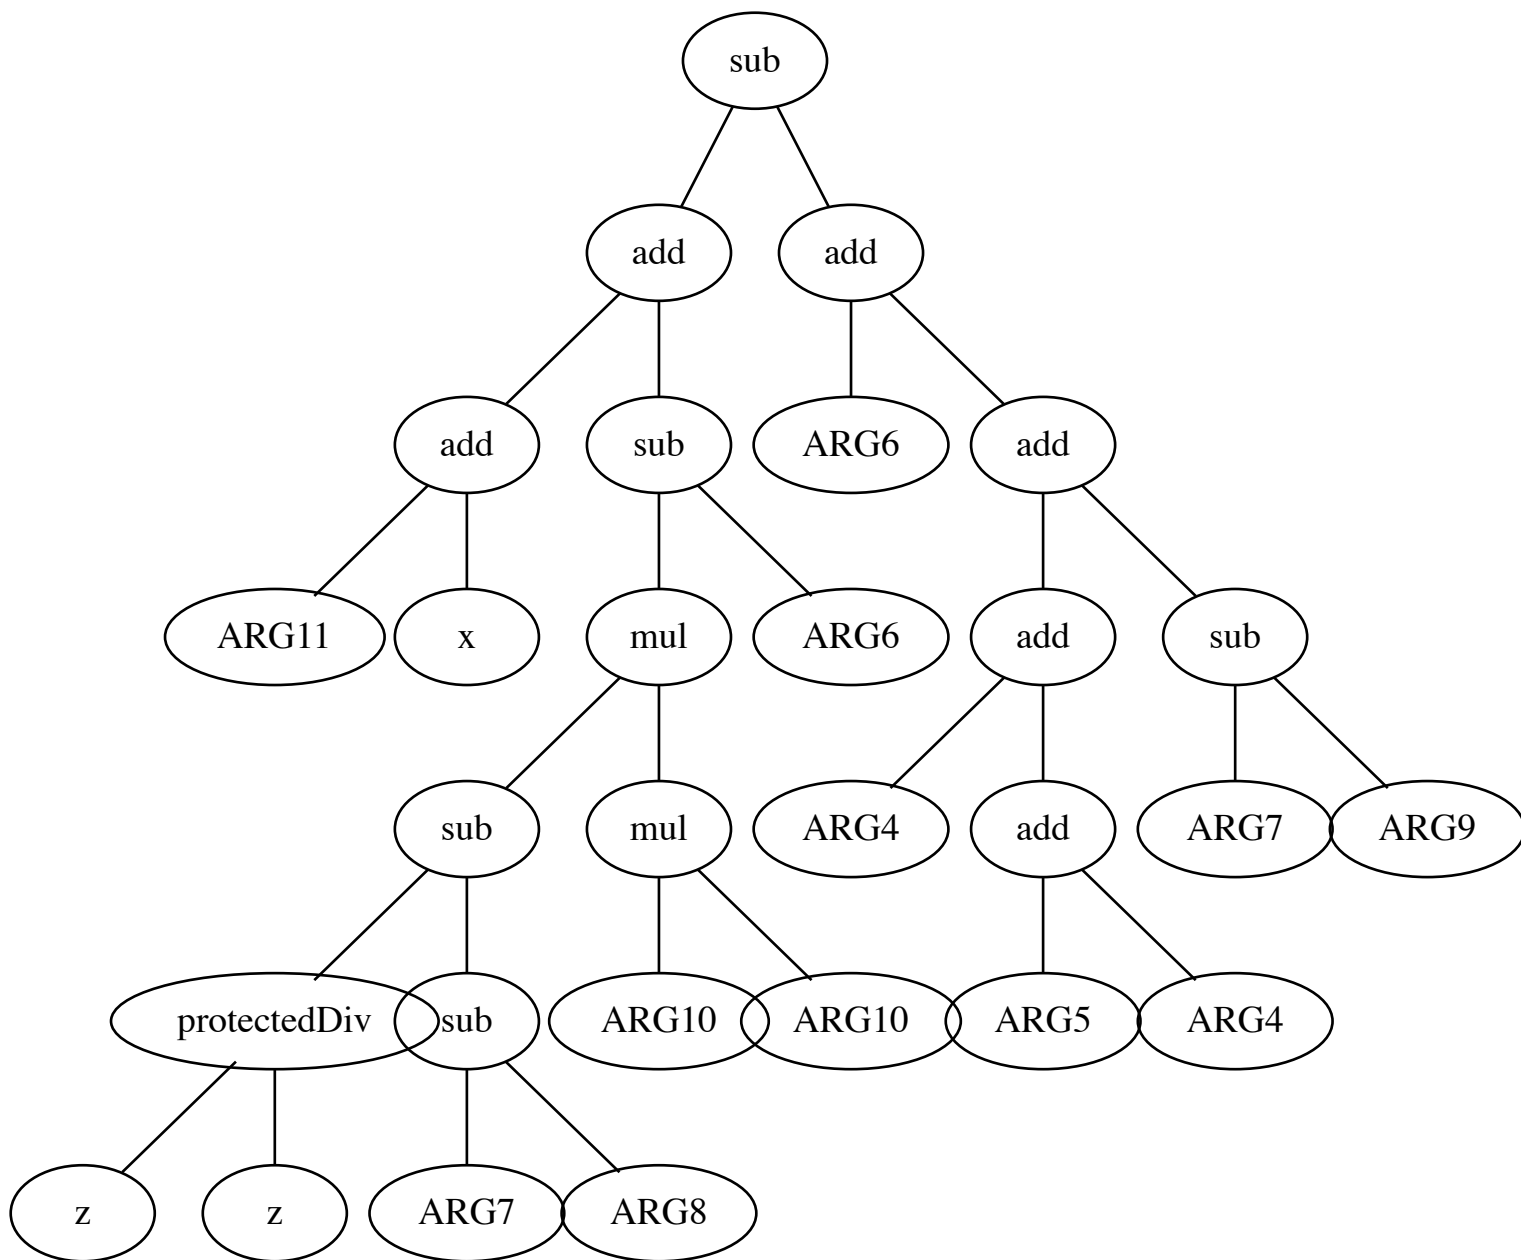 sub
add add
add sub ARG6 add
ARG11 x mul ARG6 add sub
sub mul ARG4 add ARG7 ARG9
protectedDiv sub ARG10 ARG10 ARG5 ARG4
z z ARG7 ARG8